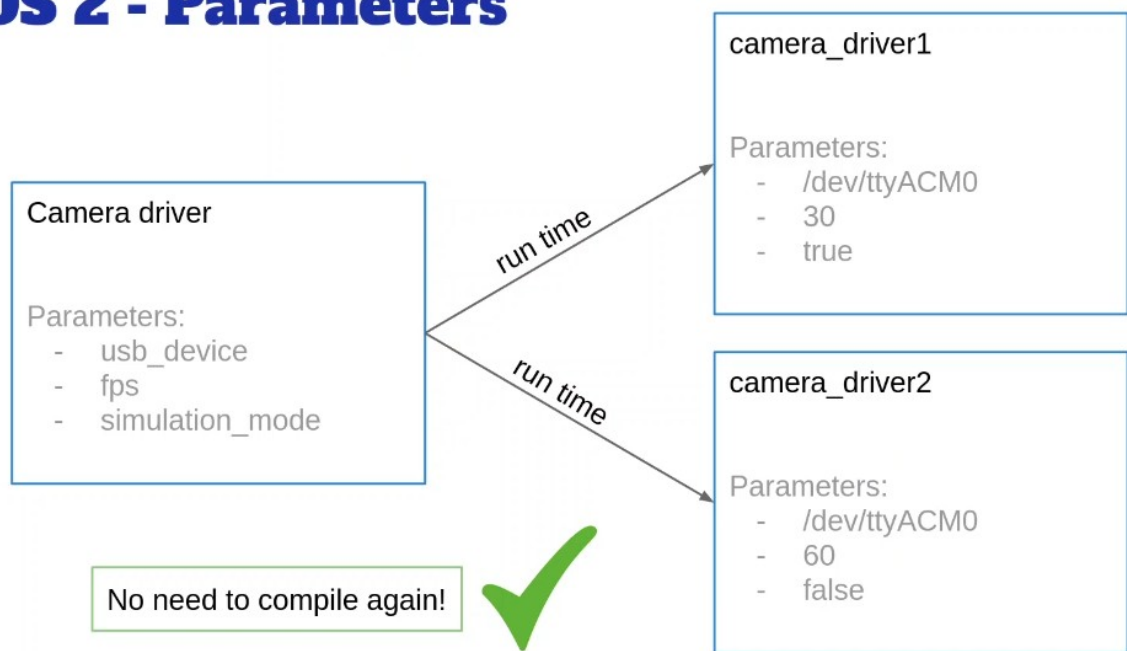 OS 2 - Parameters
camera_driver1
Parameters:
- /dev/ttyACM0
- 30
- true
Camera driver
Parameters:
- usb_device
- fps
- simulation_mode
run time
run time
camera_driver2
Parameters:
- /dev/ttyACM0
- 60
- false
No need to compile again!